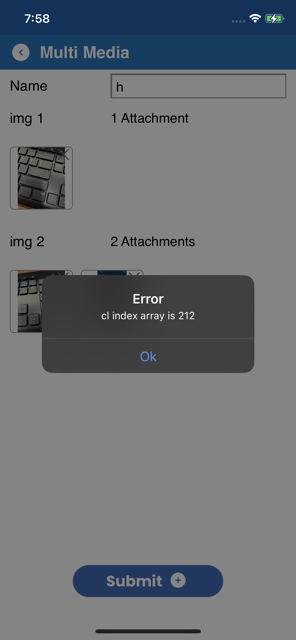 7:58
Multi Media
Name
h
img 1
1 Attachment
img 2
2 Attachments
Error
cl index array is 212
Ok
Submit